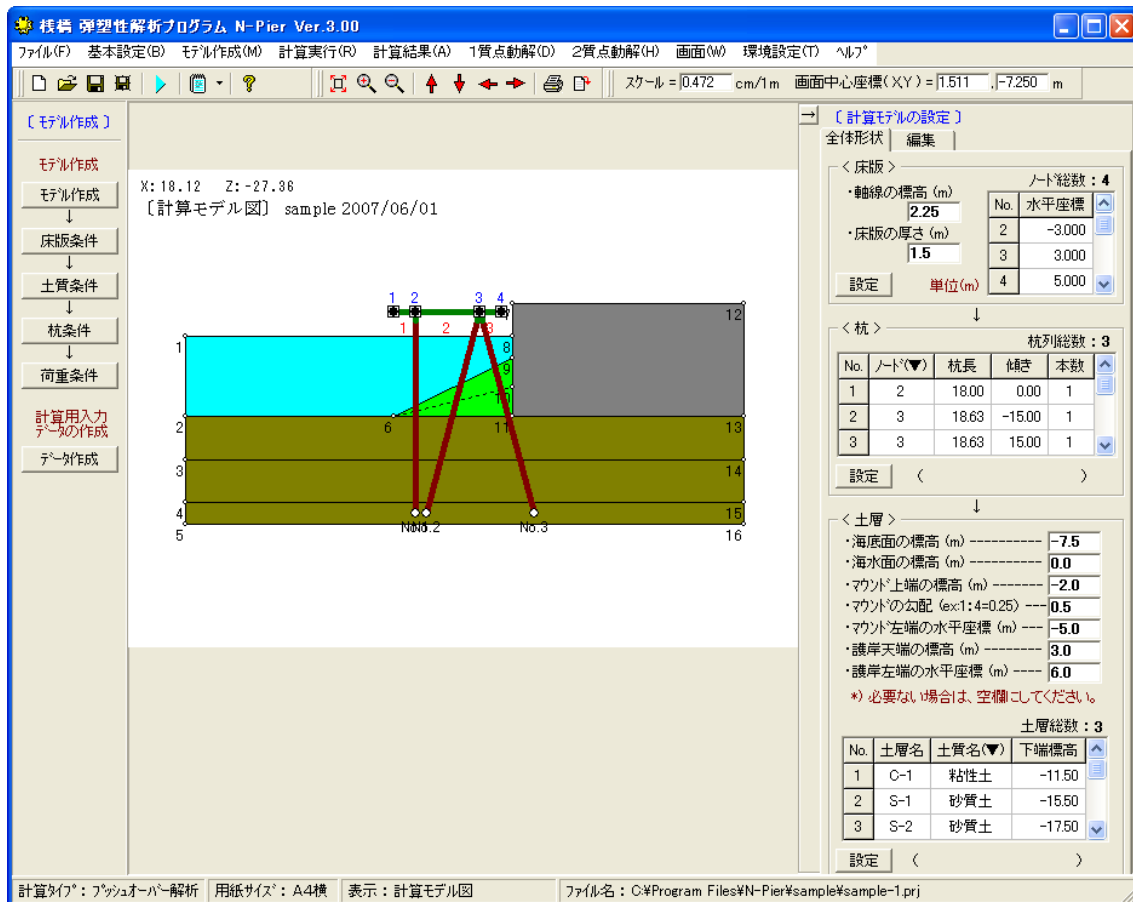 桟橋 弾塑性解析プログラム N-Pier Ver.3.00
ファイル(F) 基本設定(B) モデル作成(M) 計算実行(R) 計算結果(A) 1質点動解(D) 2質点動解(H) 画面(W) 環境設定(T) ヘルプ
スケール = 0.472 cm/1m 画面中心座標(XY) = 1.511 , -7.250 m
〔モデル作成〕
モデル作成
モデル作成
↓
床版条件
↓
土質条件
↓
杭条件
↓
荷重条件
計算用入力
データの作成
データ作成
X: 18.12 Z: -27.36
〔計算モデル図〕 sample 2007/06/01
1 2 3 4
1 2 3
12
1
8
9
2 6 11 13
3 14
4 15
5 16
No.2 No.3
→ 〔計算モデルの設定〕
全体形状 編集
<床版>
ノード総数 : 4
・軸線の標高 (m)
2.25
・床版の厚さ (m)
1.5
設定 単位(m)
No. 水平座標
2 -3.000
3 3.000
4 5.000
↓
<杭>
杭列総数 : 3
No. ノード(▼) 杭長 傾き 本数
1 2 18.00 0.00 1
2 3 18.63 -15.00 1
3 3 18.63 15.00 1
設定 ( )
↓
<土層>
・海底面の標高 (m) ---------- -7.5
・海水面の標高 (m) ---------- 0.0
・マウンド上端の標高 (m) ------- -2.0
・マウンドの勾配 (ex:1:4=0.25) --- 0.5
・マウンド左端の水平座標 (m) --- -5.0
・護岸天端の標高 (m) -------- 3.0
・護岸左端の水平座標 (m) ---- 6.0
*) 必要ない場合は、空欄にしてください。
土層総数 : 3
No. 土層名 土質名(▼) 下端標高
1 C-1 粘性土 -11.50
2 S-1 砂質土 -15.50
3 S-2 砂質土 -17.50
設定 ( )
計算タイプ : プッシュオーバー解析 用紙サイズ : A4横 表示 : 計算モデル図 ファイル名 : C:¥Program Files¥N-Pier¥sample¥sample-1.prj